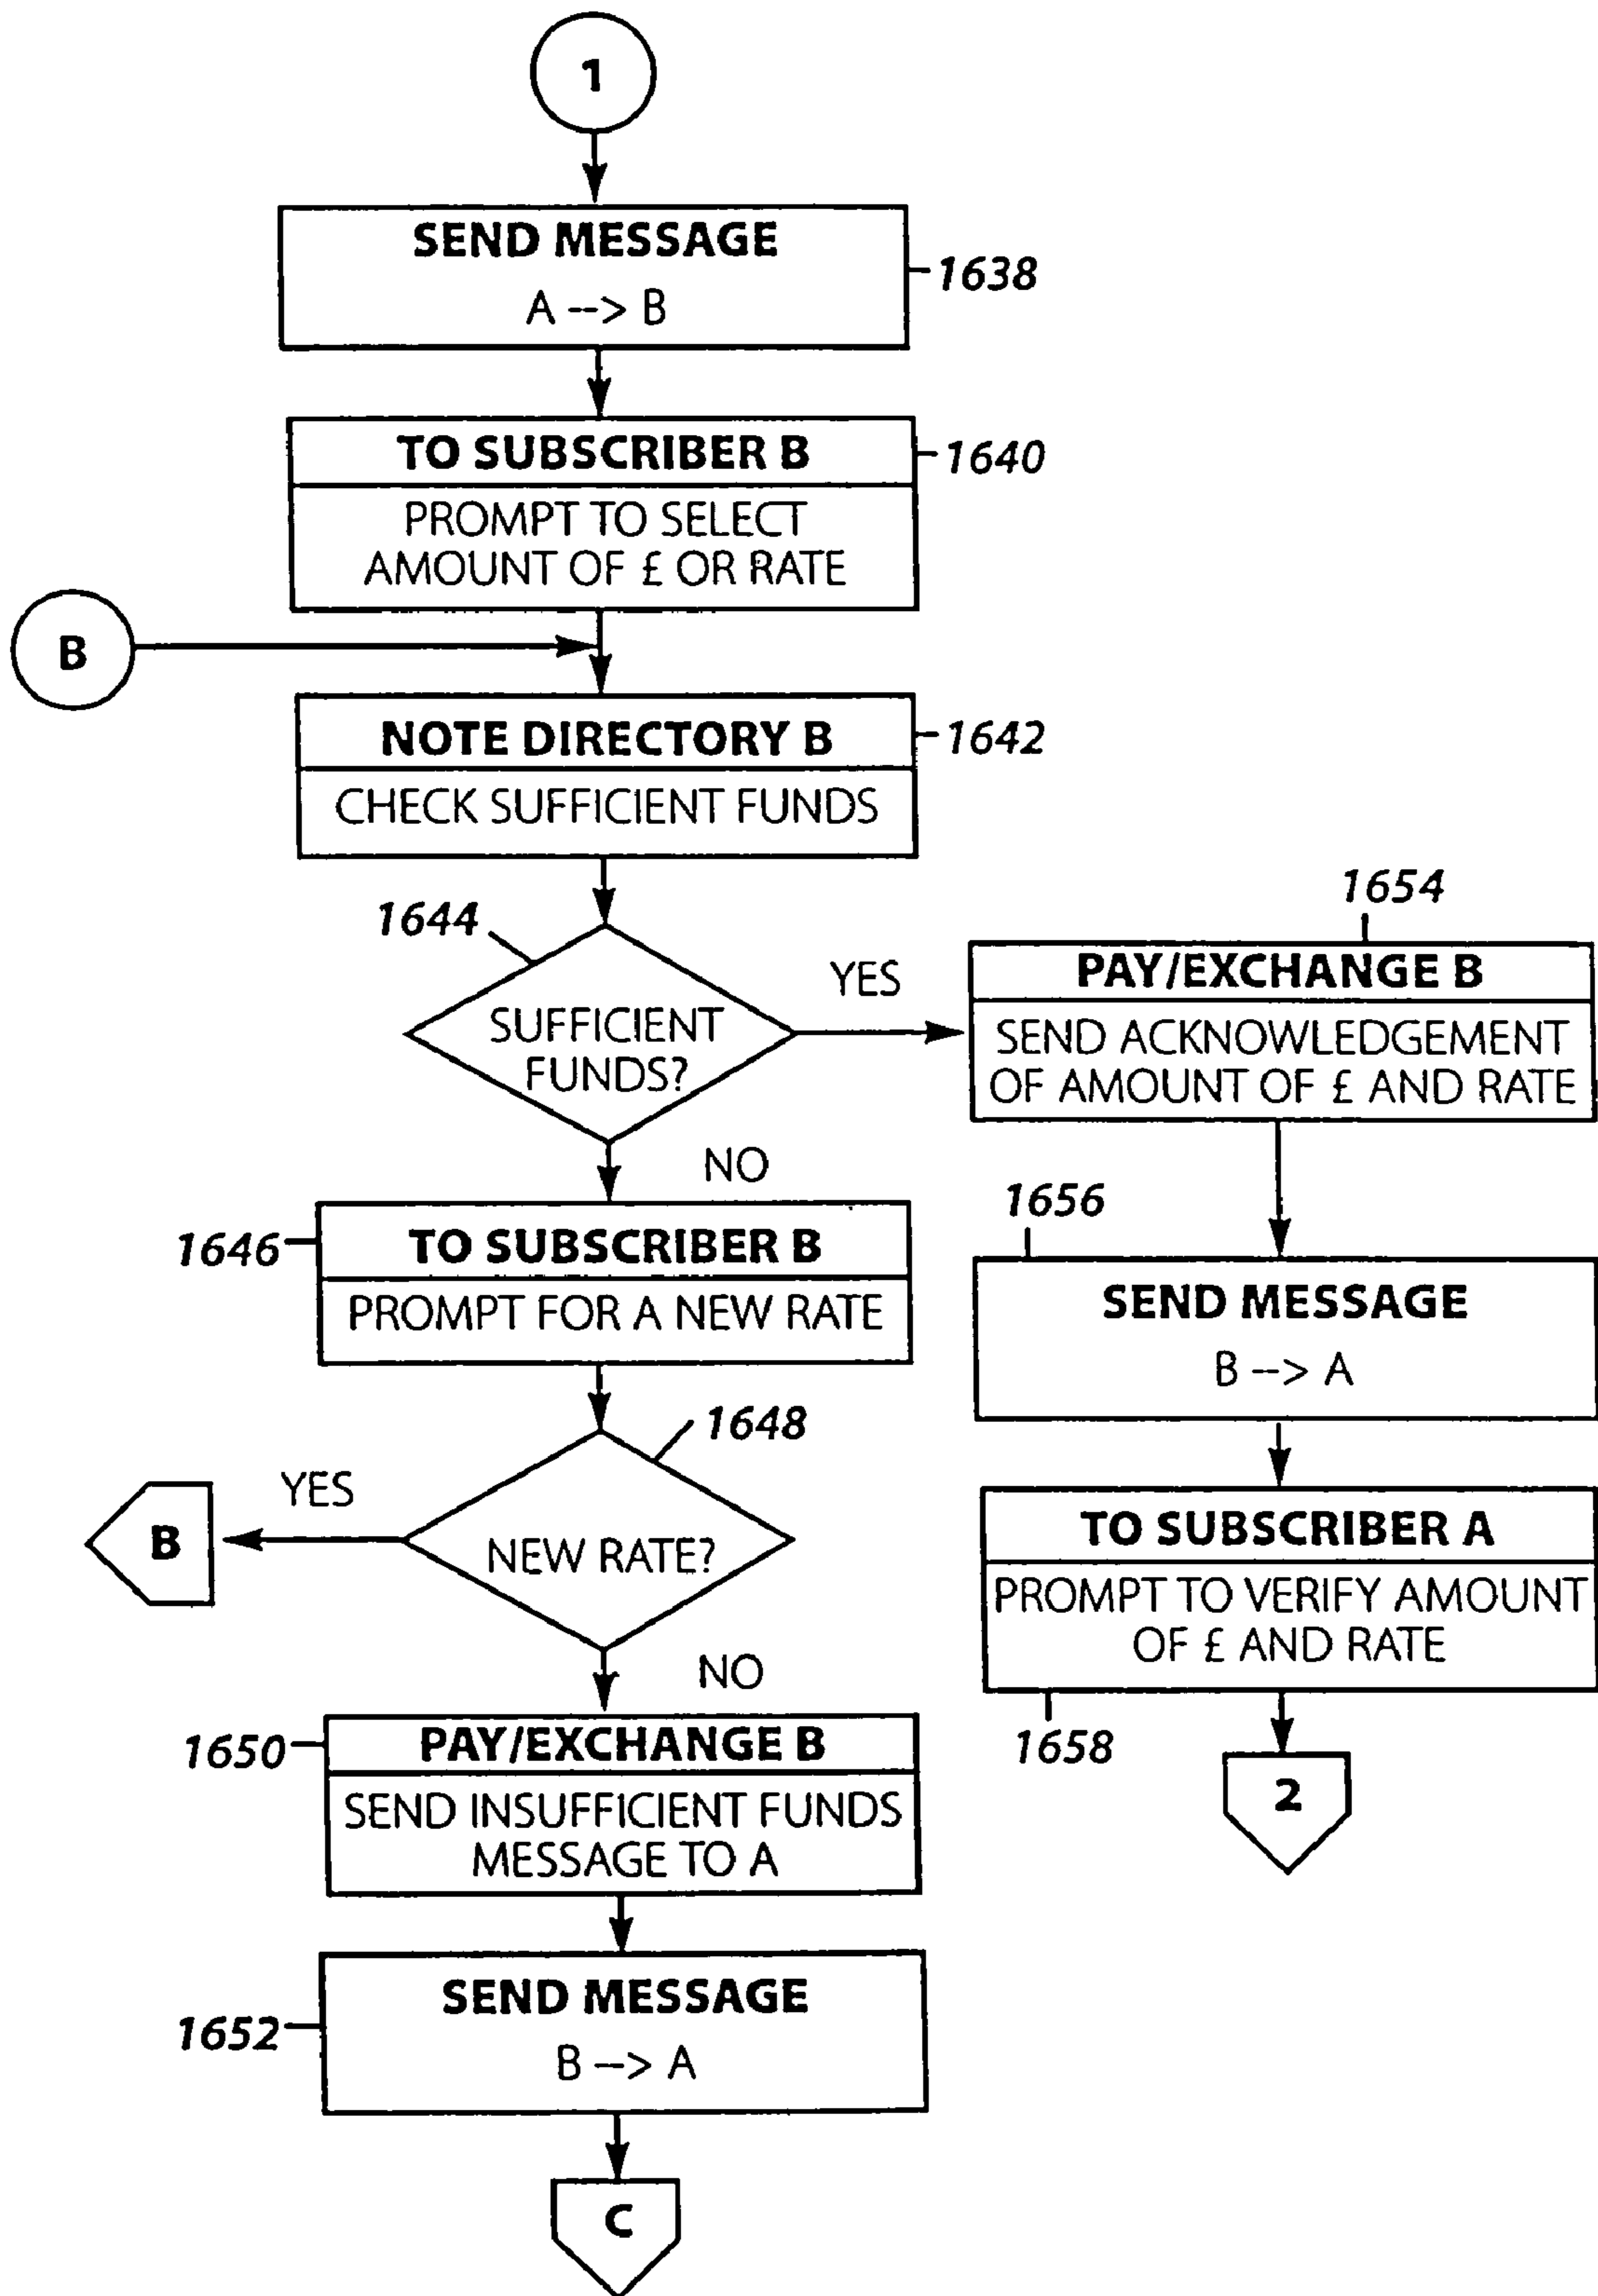 1
SEND MESSAGE
A --> B
1638
TO SUBSCRIBER B
1640
PROMPT TO SELECT
AMOUNT OF £ OR RATE
B
NOTE DIRECTORY B
1642
CHECK SUFFICIENT FUNDS
1644
SUFFICIENT
FUNDS?
YES
NO
1654
PAY/EXCHANGE B
SEND ACKNOWLEDGEMENT
OF AMOUNT OF £ AND RATE
1656
SEND MESSAGE
B --> A
TO SUBSCRIBER A
PROMPT TO VERIFY AMOUNT
OF £ AND RATE
1658
2
1646
TO SUBSCRIBER B
PROMPT FOR A NEW RATE
1648
NEW RATE?
YES
B
NO
1650
PAY/EXCHANGE B
SEND INSUFFICIENT FUNDS
MESSAGE TO A
1652
SEND MESSAGE
B --> A
C